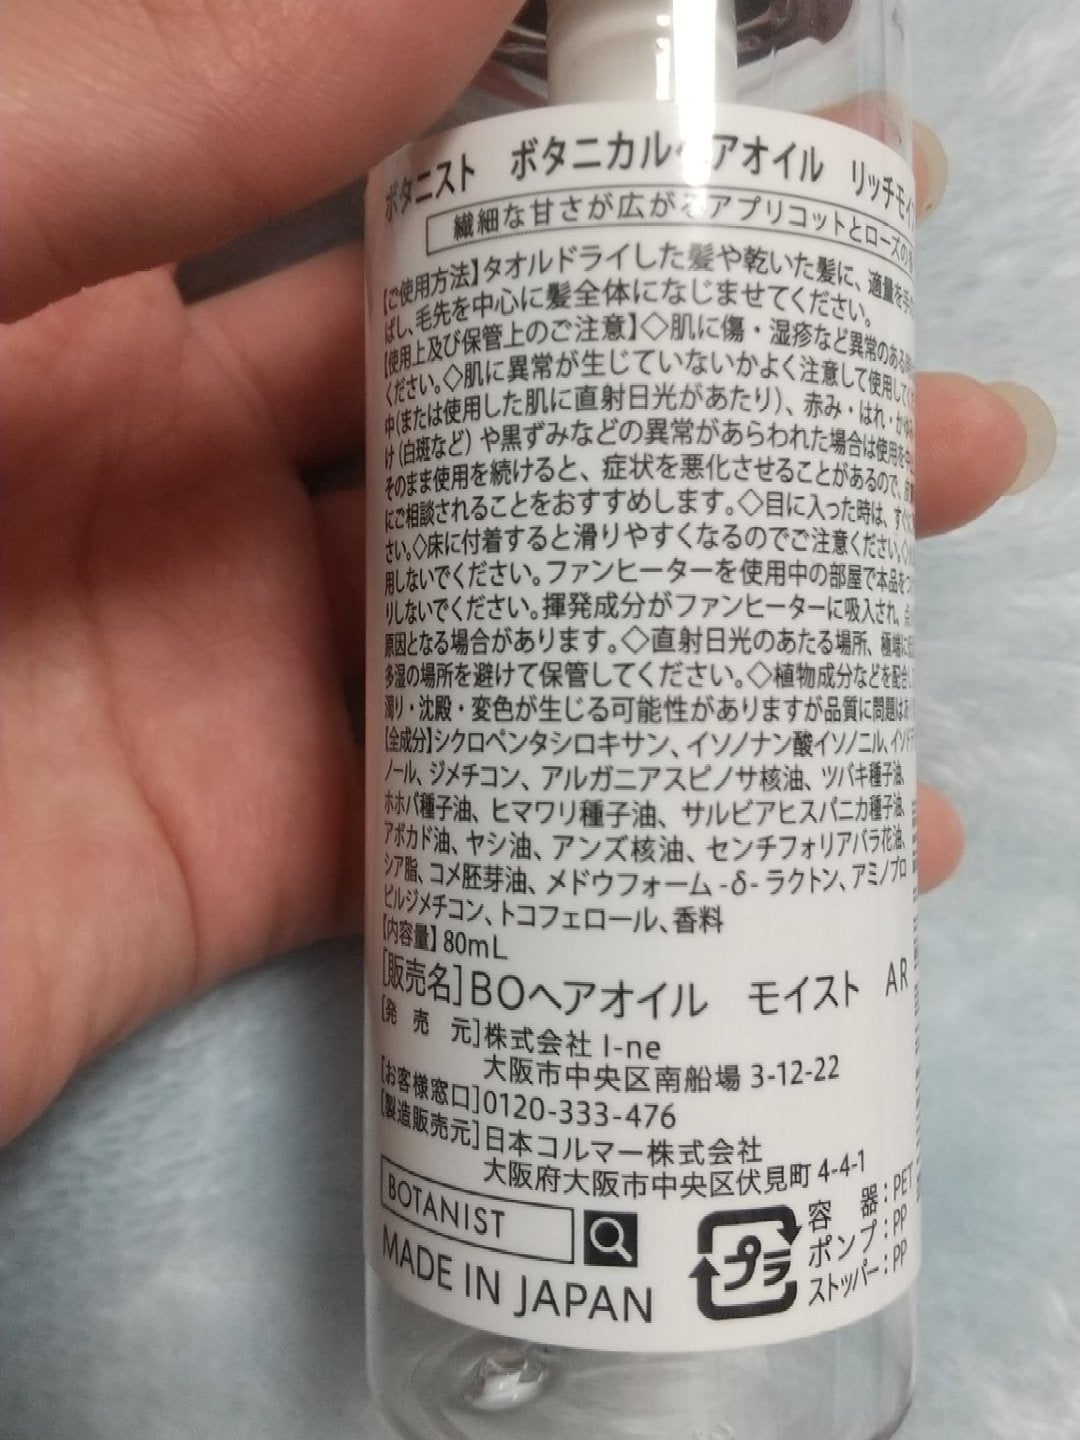 ボタニスト ボタニカルヘアオイル リッチモイ
繊細な甘さが広がるアプリコットとローズの
【ご使用方法】タオルドライした髪や乾いた髪に、適量を手
ばし、毛先を中心に髪全体になじませてください。
【使用上及び保管上のご注意】◇肌に傷・湿疹など異常のある
ください。◇肌に異常が生じていないかよく注意して使用して
中(または使用した肌に直射日光があたり)、赤み・はれ・かゆみ
け(白斑など)や黒ずみなどの異常があらわれた場合は使用を中
そのまま使用を続けると、症状を悪化させることがあるので、皮
にご相談されることをおすすめします。◇目に入った時は、すぐに
さい。◇床に付着すると滑りやすくなるのでご注意ください。◇
用しないでください。ファンヒーターを使用中の部屋で本品をつ
りしないでください。揮発成分がファンヒーターに吸入され、点
原因となる場合があります。◇直射日光のあたる場所、極端に
多湿の場所を避けて保管してください。◇植物成分などを配合し
濁り・沈殿・変色が生じる可能性がありますが品質に問題はあ
【全成分】シクロペンタシロキサン、イソノナン酸イソノニル、イソドデ
ノール、ジメチコン、アルガニアスピノサ核油、ツバキ種子油、
ホホバ種子油、ヒマワリ種子油、サルビアヒスパニカ種子油、
アボカド油、ヤシ油、アンズ核油、センチフォリアバラ花油、
シア脂、コメ胚芽油、メドウフォーム-δ-ラクトン、アミノプロ
ピルジメチコン、トコフェロール、香料
【内容量】80mL
[販売名]BOヘアオイル モイスト AR
[発売元]株式会社 I-ne
大阪市中央区南船場 3-12-22
[お客様窓口]0120-333-476
[製造販売元]日本コルマー株式会社
大阪府大阪市中央区伏見町 4-4-1
BOTANIST
MADE IN JAPAN
プラ
容器:PET
ポンプ:PP
ストッパー:PP